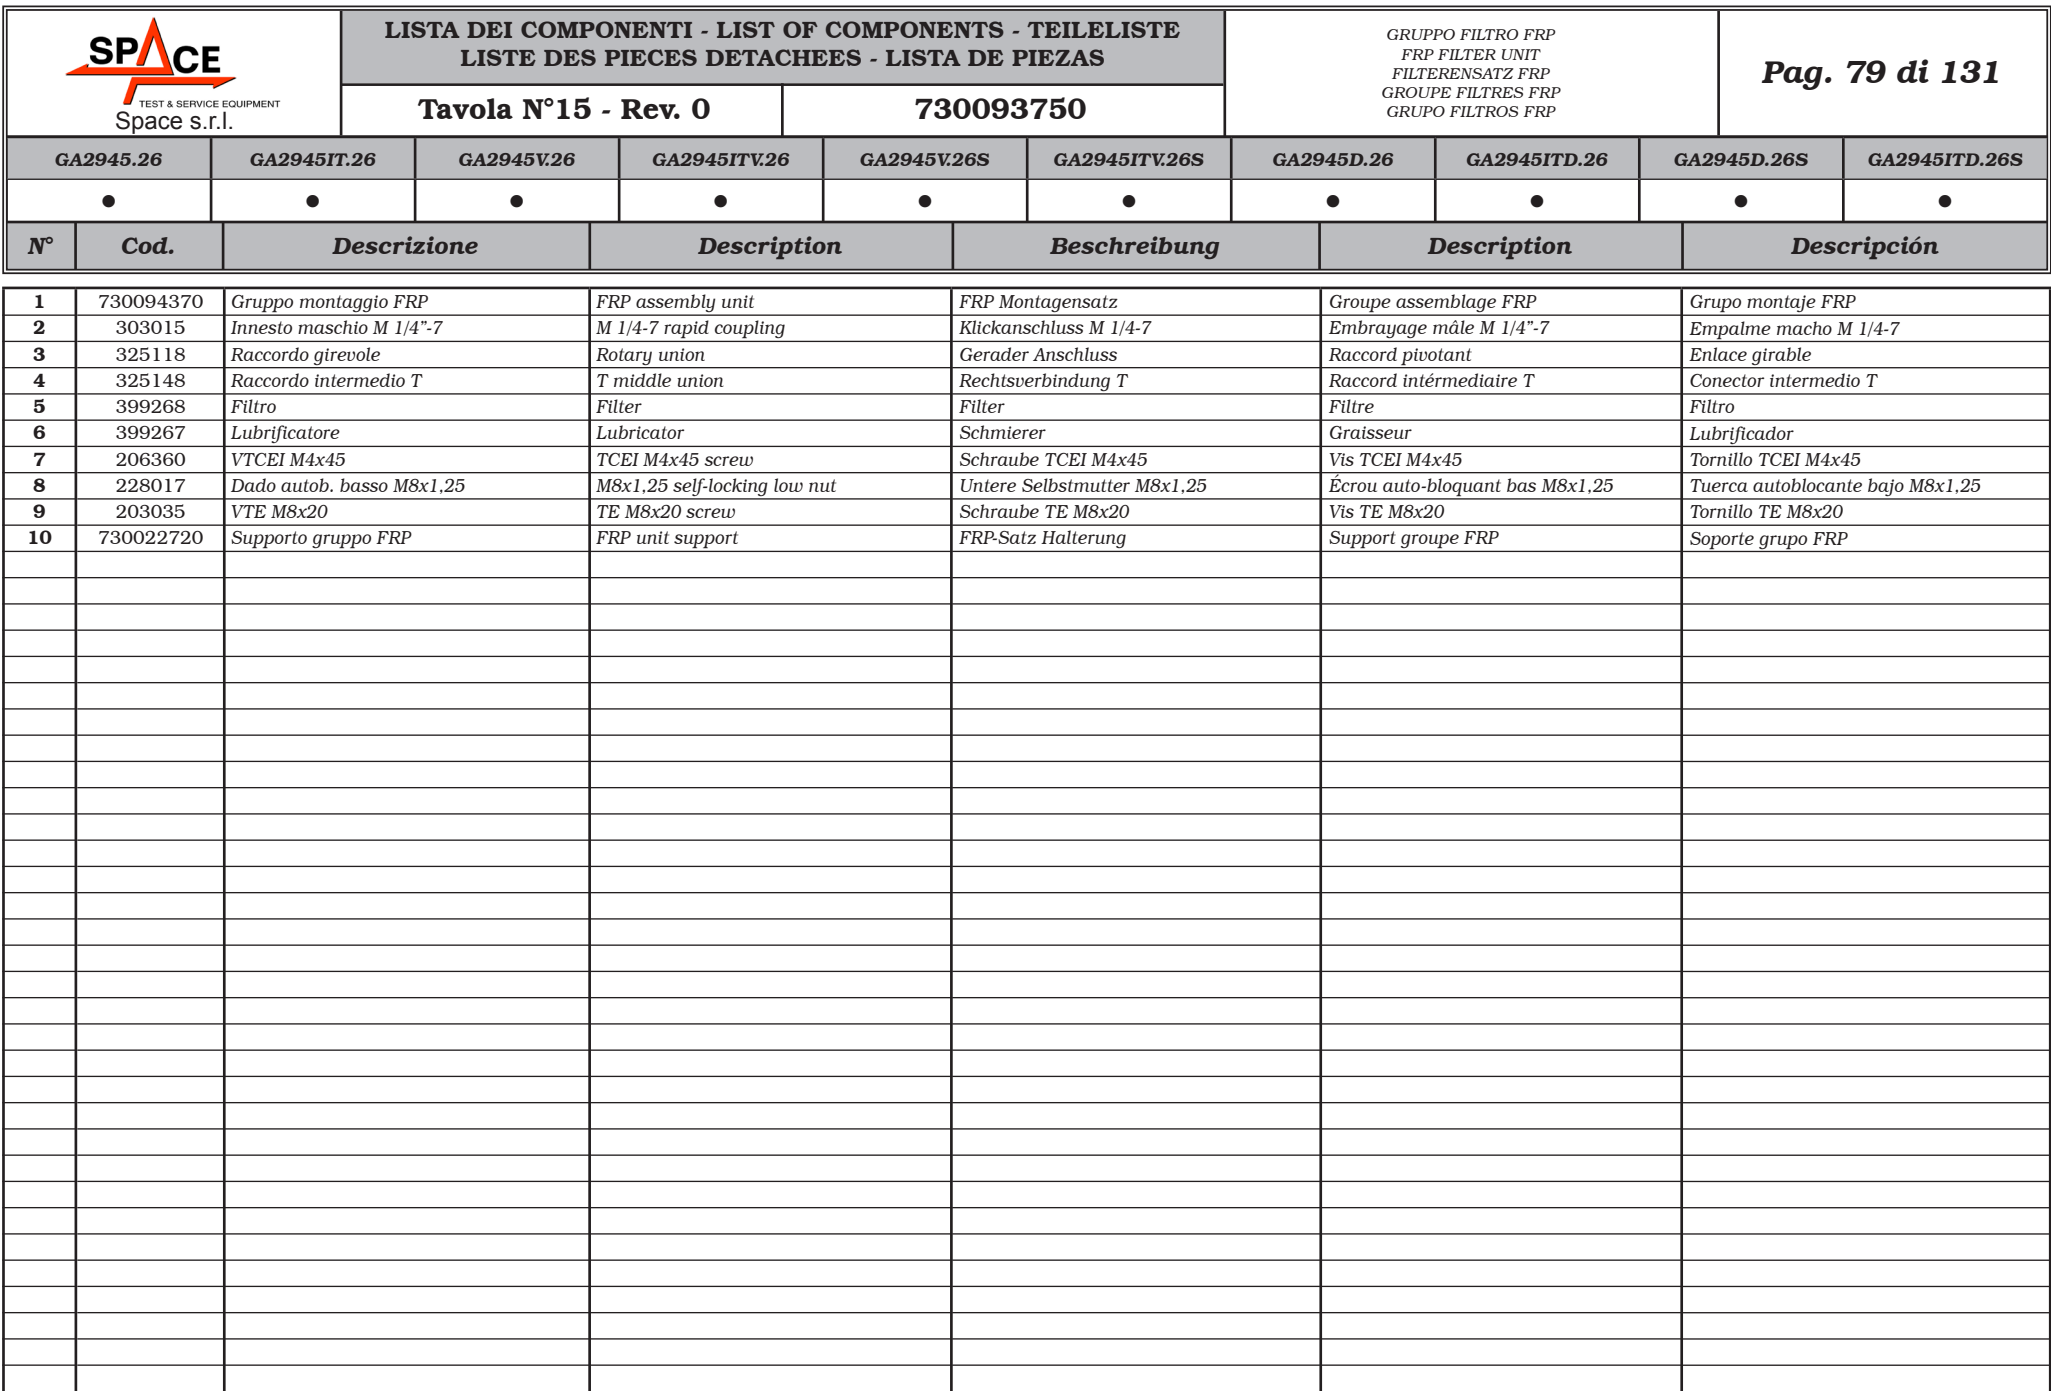 SPACE
TEST & SERVICE EQUIPMENT
Space s.r.l.
LISTA DEI COMPONENTI - LIST OF COMPONENTS - TEILELISTE
LISTE DES PIECES DETACHEES - LISTA DE PIEZAS
Tavola N°15 - Rev. 0 730093750
GRUPPO FILTRO FRP
FRP FILTER UNIT
FILTERENSATZ FRP
GROUPE FILTRES FRP
GRUPO FILTROS FRP
Pag. 79 di 131
GA2945.26 GA2945IT.26 GA2945V.26 GA2945ITV.26 GA2945V.26S GA2945ITV.26S GA2945D.26 GA2945ITD.26 GA2945D.26S GA2945ITD.26S
● ● ● ● ● ● ● ● ● ●
N° Cod. Descrizione Description Beschreibung Description Descripción
1 730094370 Gruppo montaggio FRP FRP assembly unit FRP Montagensatz Groupe assemblage FRP Grupo montaje FRP
2 303015 Innesto maschio M 1/4”-7 M 1/4-7 rapid coupling Klickanschluss M 1/4-7 Embrayage mâle M 1/4”-7 Empalme macho M 1/4-7
3 325118 Raccordo girevole Rotary union Gerader Anschluss Raccord pivotant Enlace girable
4 325148 Raccordo intermedio T T middle union Rechtsverbindung T Raccord intérmediaire T Conector intermedio T
5 399268 Filtro Filter Filter Filtre Filtro
6 399267 Lubrificatore Lubricator Schmierer Graisseur Lubrificador
7 206360 VTCEI M4x45 TCEI M4x45 screw Schraube TCEI M4x45 Vis TCEI M4x45 Tornillo TCEI M4x45
8 228017 Dado autob. basso M8x1,25 M8x1,25 self-locking low nut Untere Selbstmutter M8x1,25 Écrou auto-bloquant bas M8x1,25 Tuerca autoblocante bajo M8x1,25
9 203035 VTE M8x20 TE M8x20 screw Schraube TE M8x20 Vis TE M8x20 Tornillo TE M8x20
10 730022720 Supporto gruppo FRP FRP unit support FRP-Satz Halterung Support groupe FRP Soporte grupo FRP